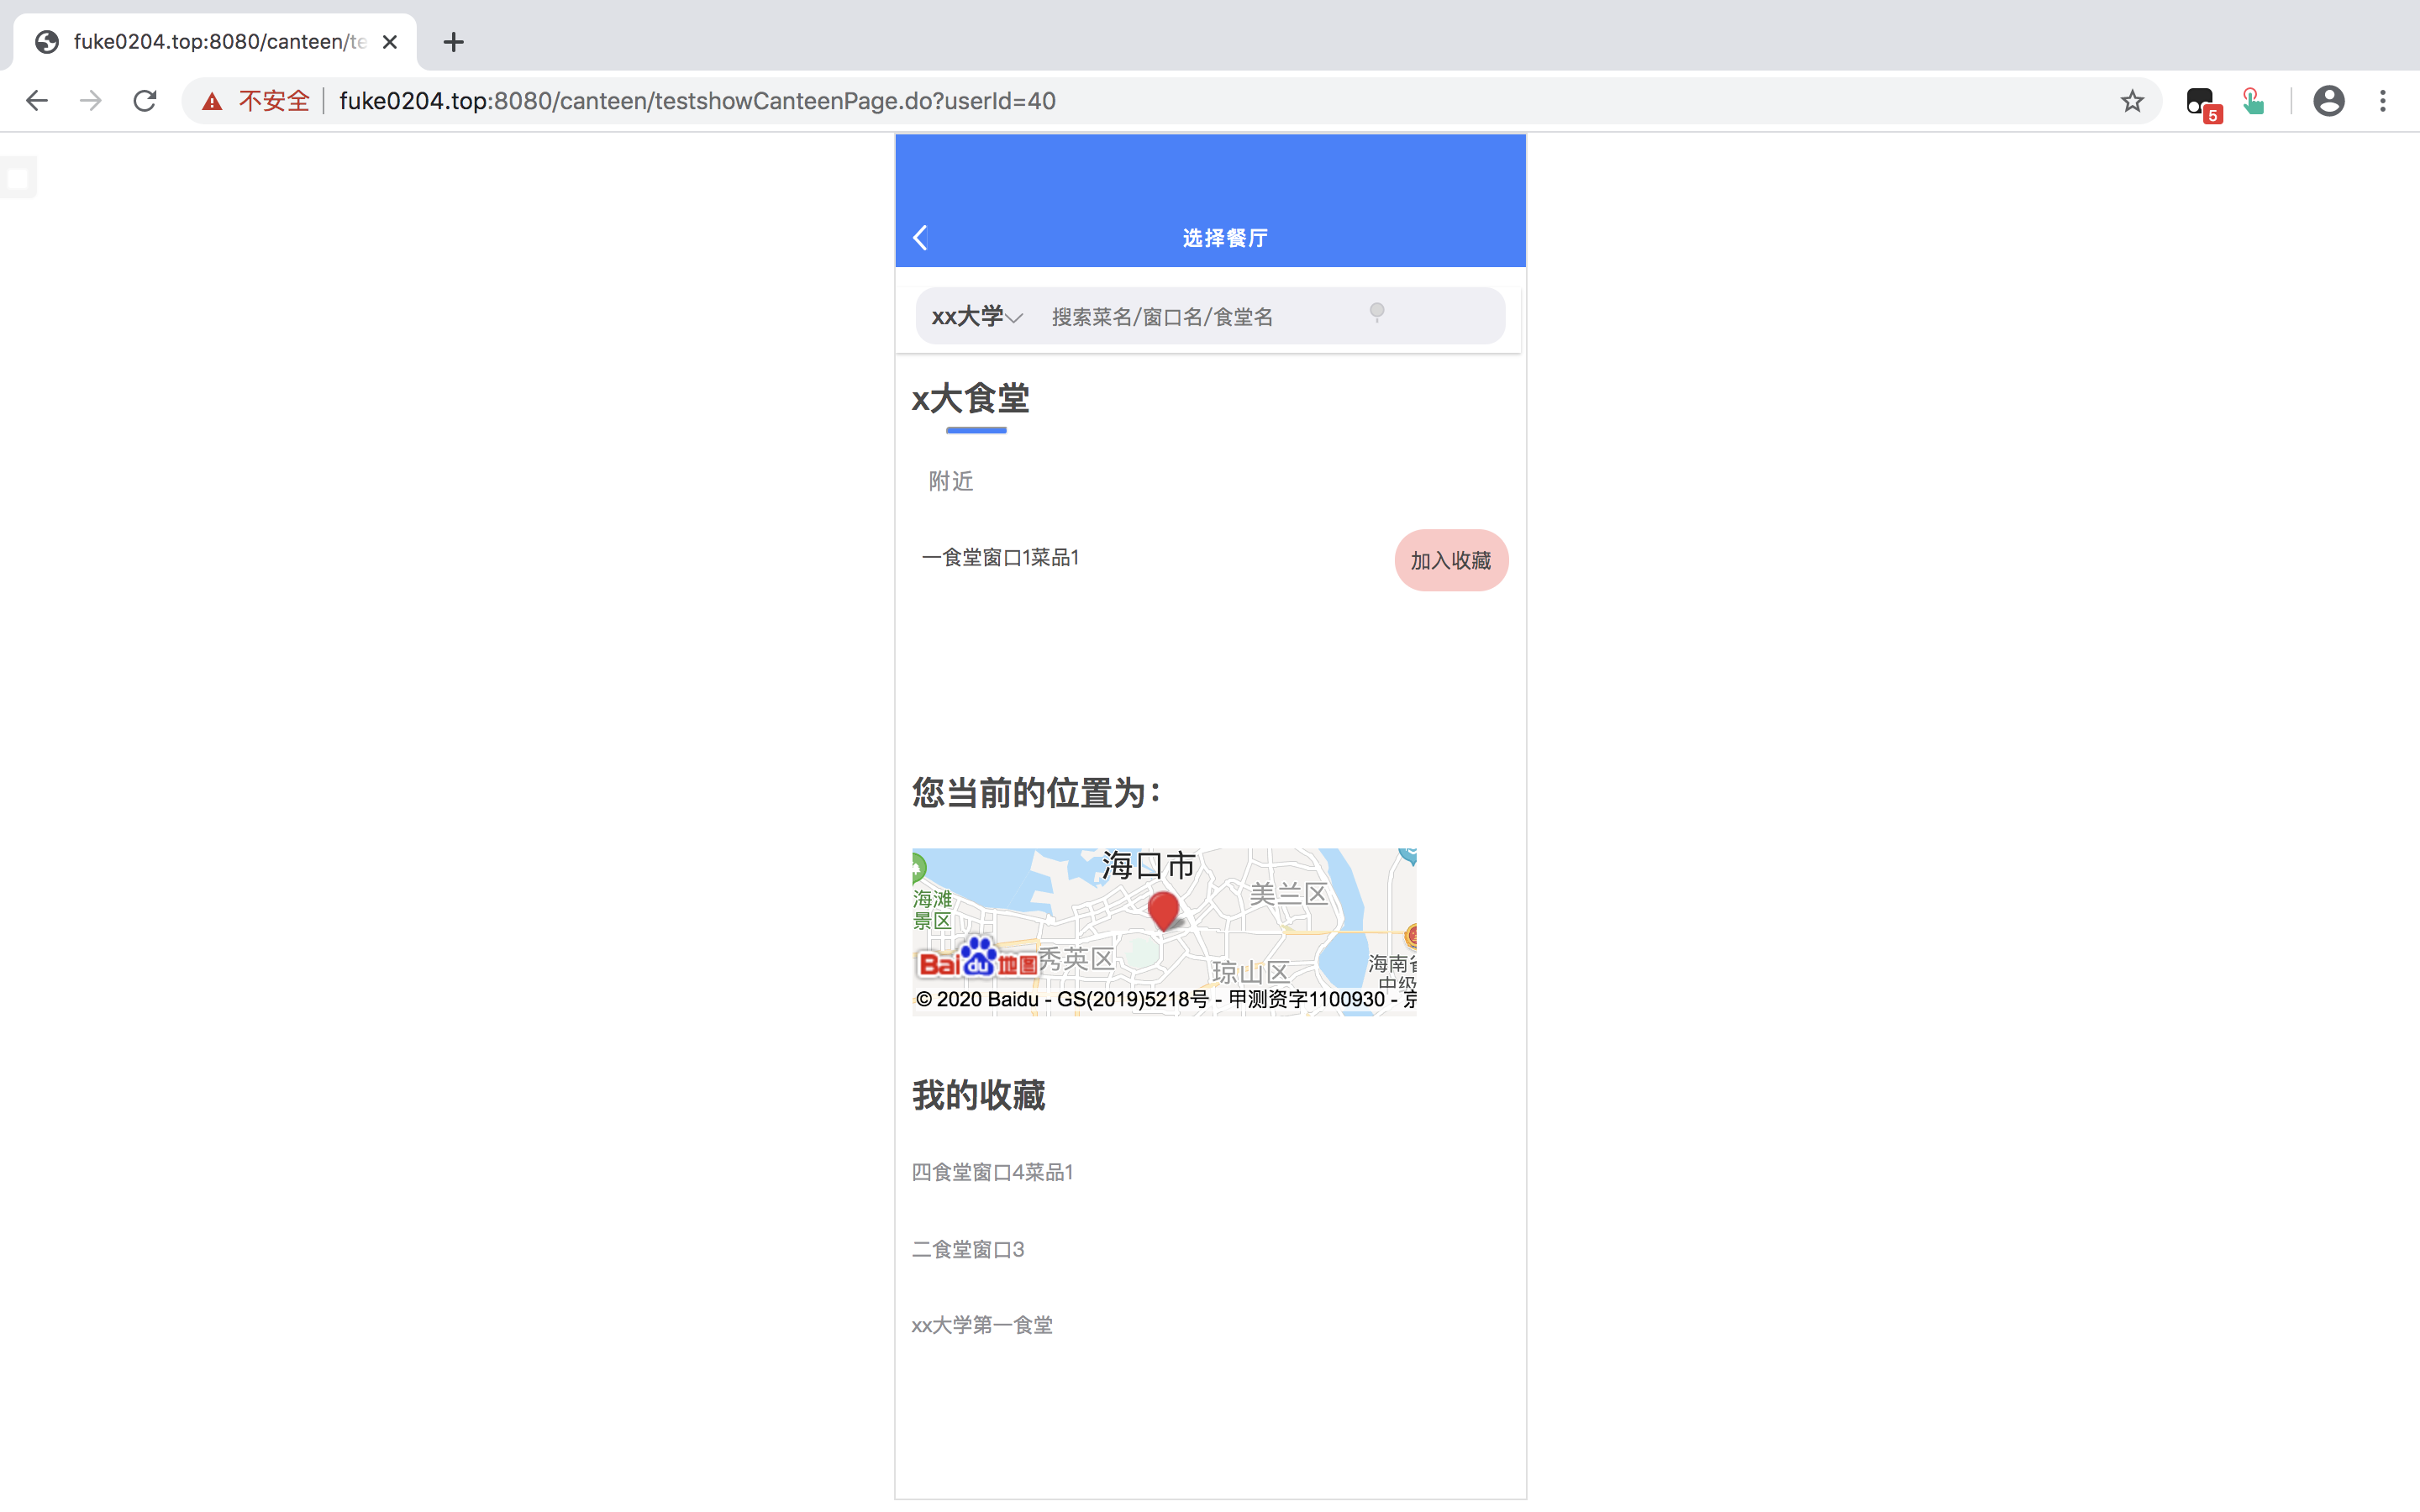 fuke0204.top:8080/canteen/te
不安全
fuke0204.top:8080/canteen/testshowCanteenPage.do?userId=40
5
选择餐厅
xx大学
搜索菜名/窗口名/食堂名
x大食堂
附近
一食堂窗口1菜品1
加入收藏
您当前的位置为：
海口市
美兰区
海滩
景区
秀英区
琼山区
海南省
中级
Bai du 地图
© 2020 Baidu - GS(2019)5218号 - 甲测资字1100930 - 京
我的收藏
四食堂窗口4菜品1
二食堂窗口3
xx大学第一食堂